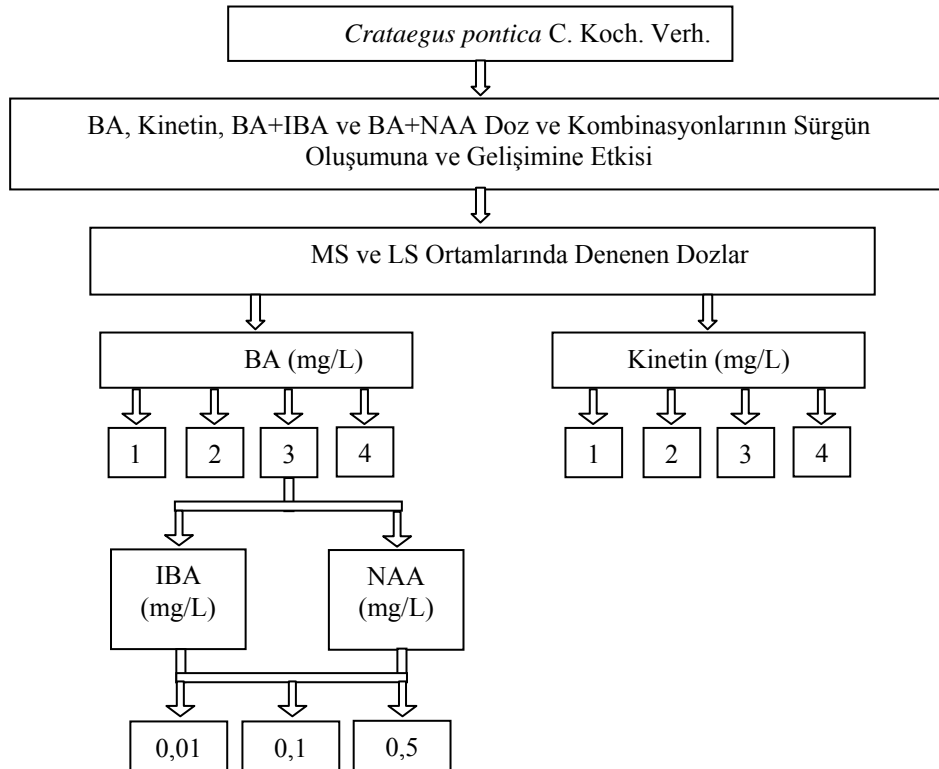 Crataegus pontica C. Koch. Verh.
BA, Kinetin, BA+IBA ve BA+NAA Doz ve Kombinasyonlarının Sürgün
Oluşumuna ve Gelişimine Etkisi
MS ve LS Ortamlarında Denenen Dozlar
BA (mg/L)
Kinetin (mg/L)
1 2 3 4
1 2 3 4
IBA
(mg/L)
NAA
(mg/L)
0,01 0,1 0,5